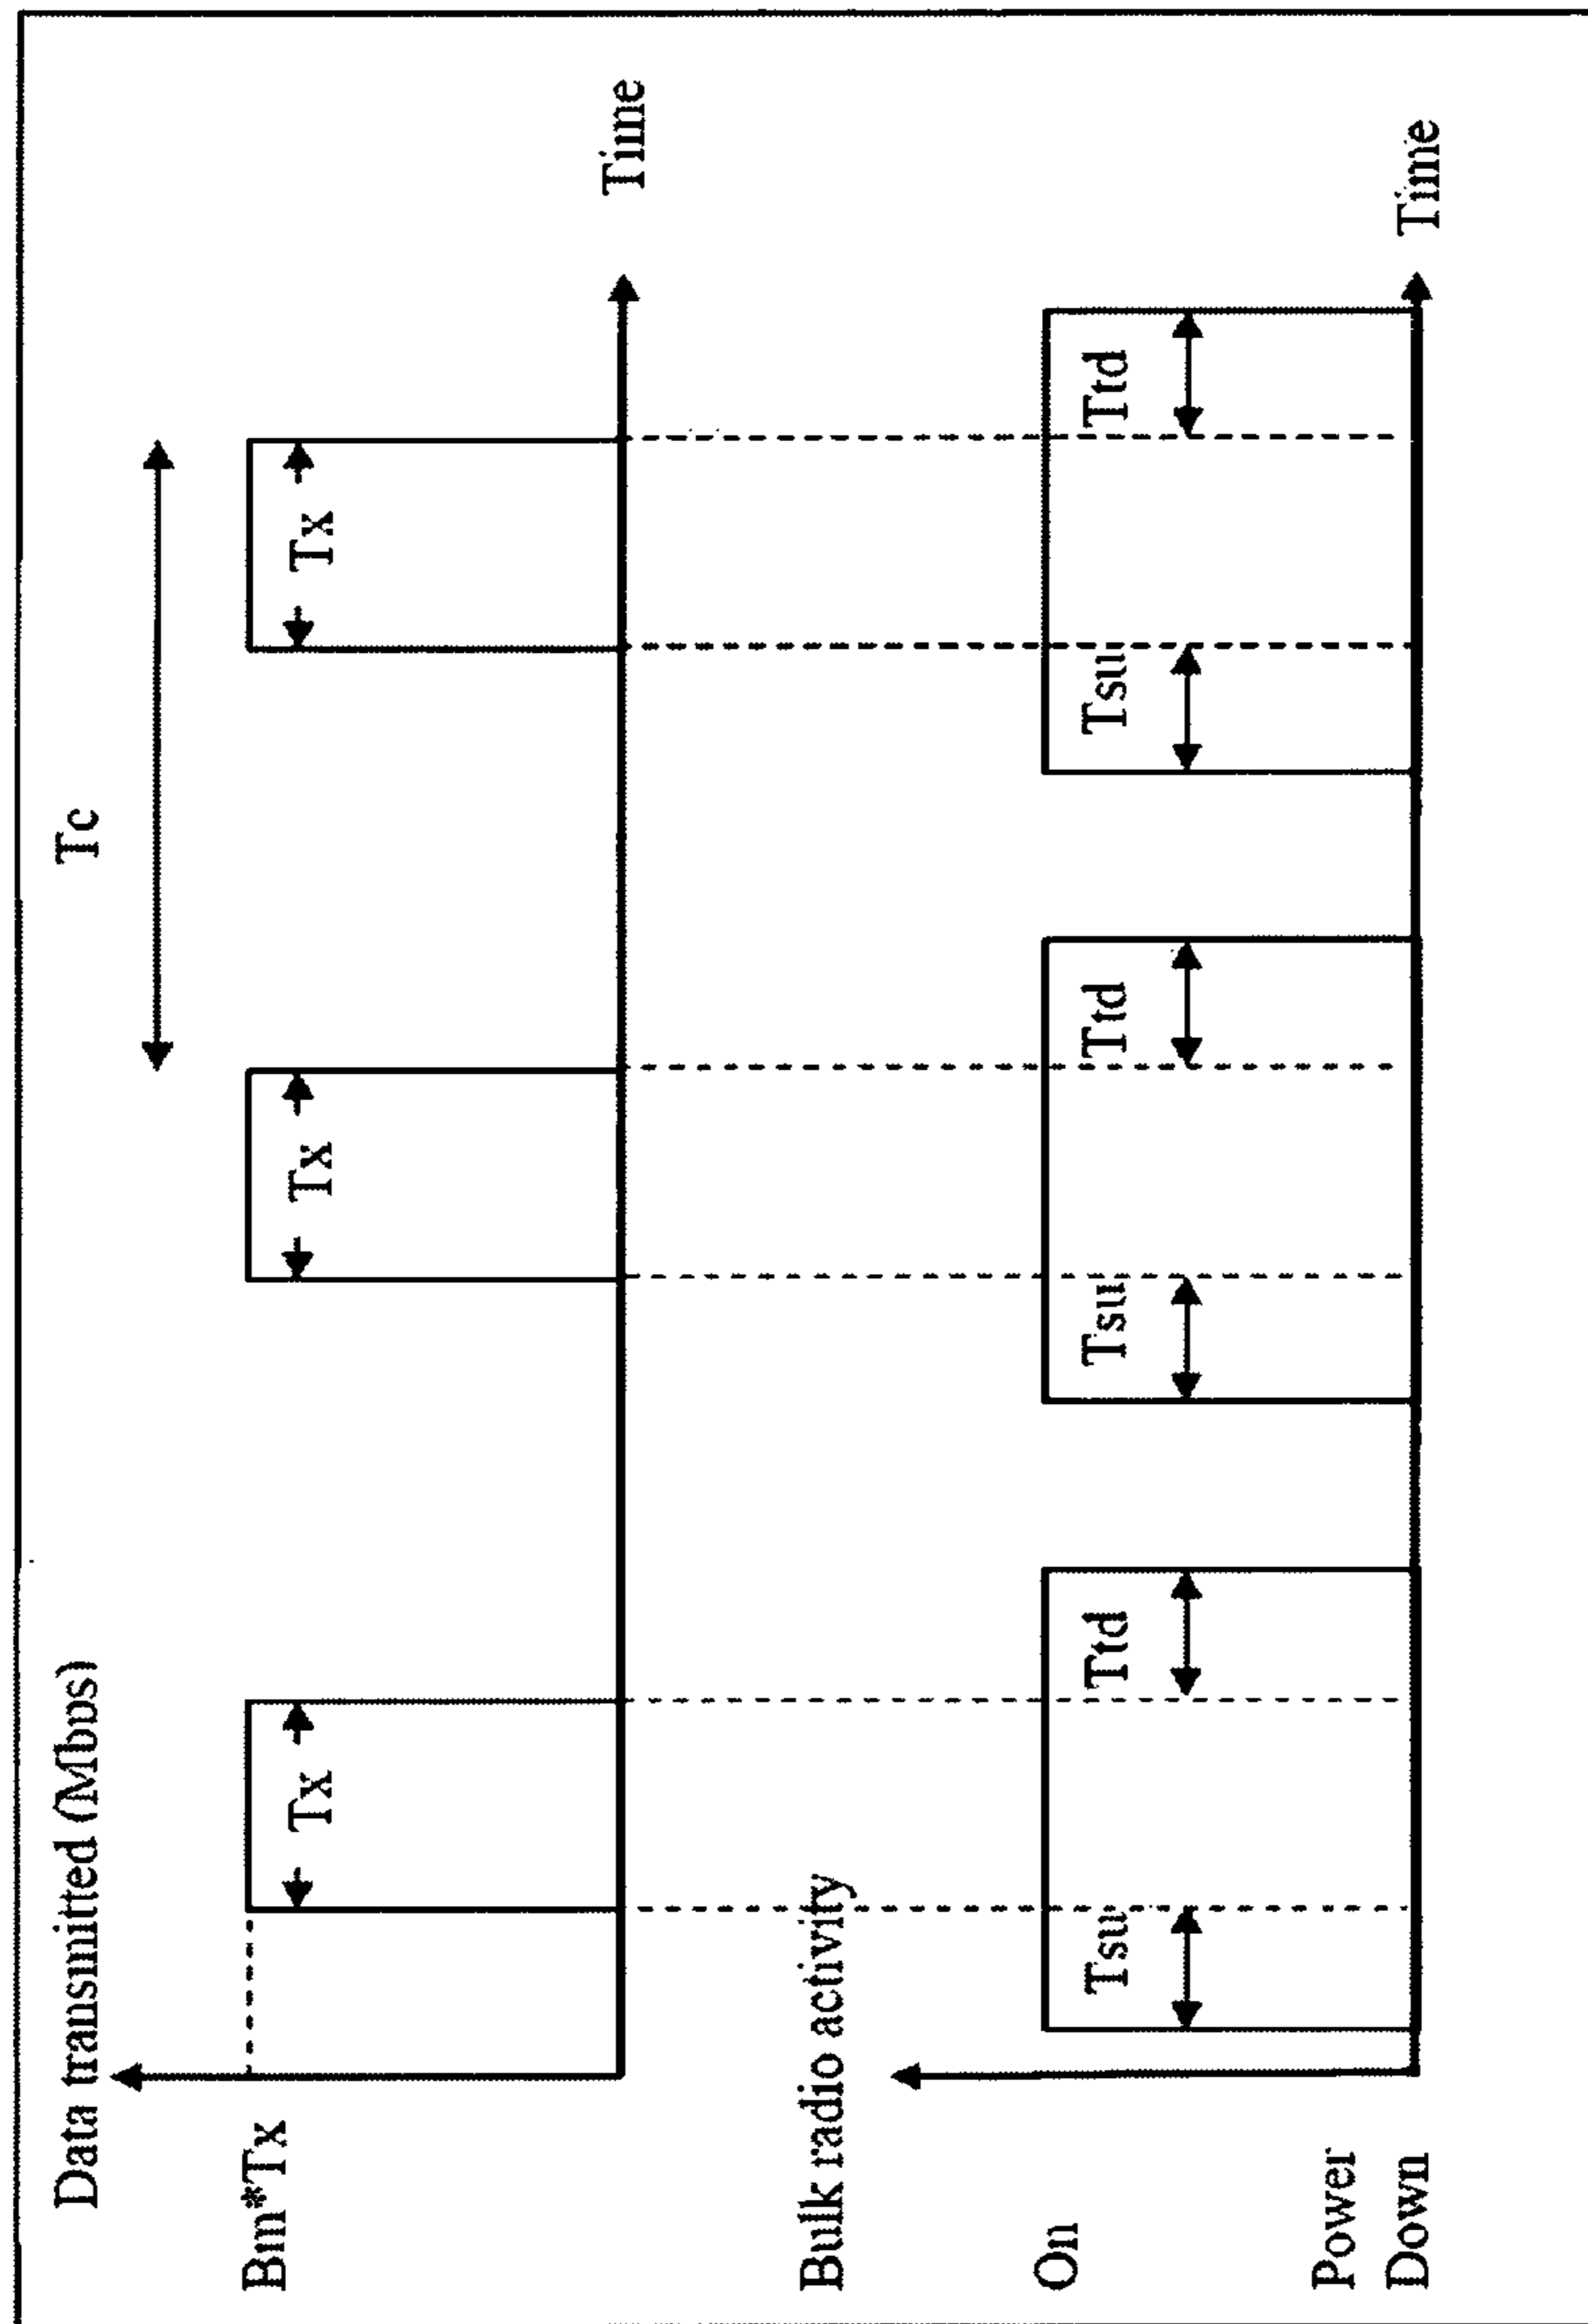 Data transmitted (Mbps)
Tc
Bm*Tx
Tx
Tx
Tx
Time
Bulk radio activity
On
Tsu
Ttd
Tsu
Ttd
Tsu
Ttd
Power
Down
Time